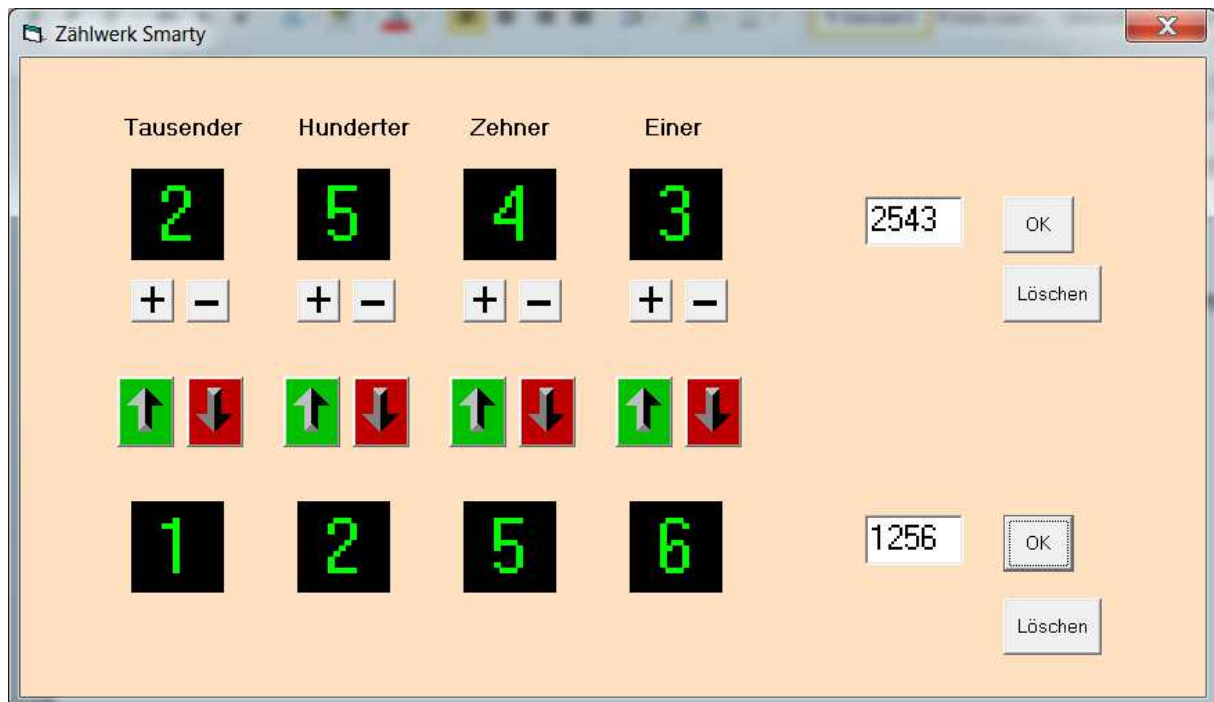 Zählwerk Smarty
Tausender Hunderter Zehner Einer
2 5 4 3
2543 OK
+ − + − + − + −
Löschen
1 2 5 6
1256 OK
Löschen